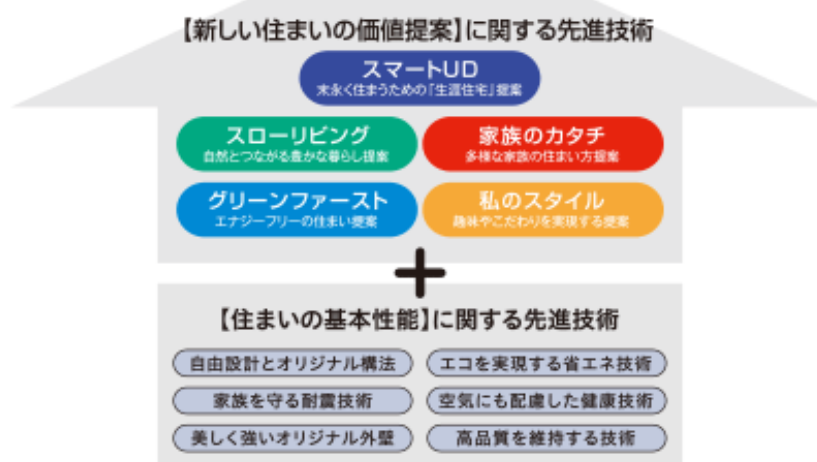 【新しい住まいの価値提案】に関する先進技術
スマートUD
末永く住まうための「生涯住宅」提案
スローリビング
自然とつながる豊かな暮らし提案
家族のカタチ
多様な家族の住まい方提案
グリーンファースト
エナジーフリーの住まい提案
私のスタイル
趣味やこだわりを実現する提案
+
【住まいの基本性能】に関する先進技術
自由設計とオリジナル構法
エコを実現する省エネ技術
家族を守る耐震技術
空気にも配慮した健康技術
美しく強いオリジナル外壁
高品質を維持する技術